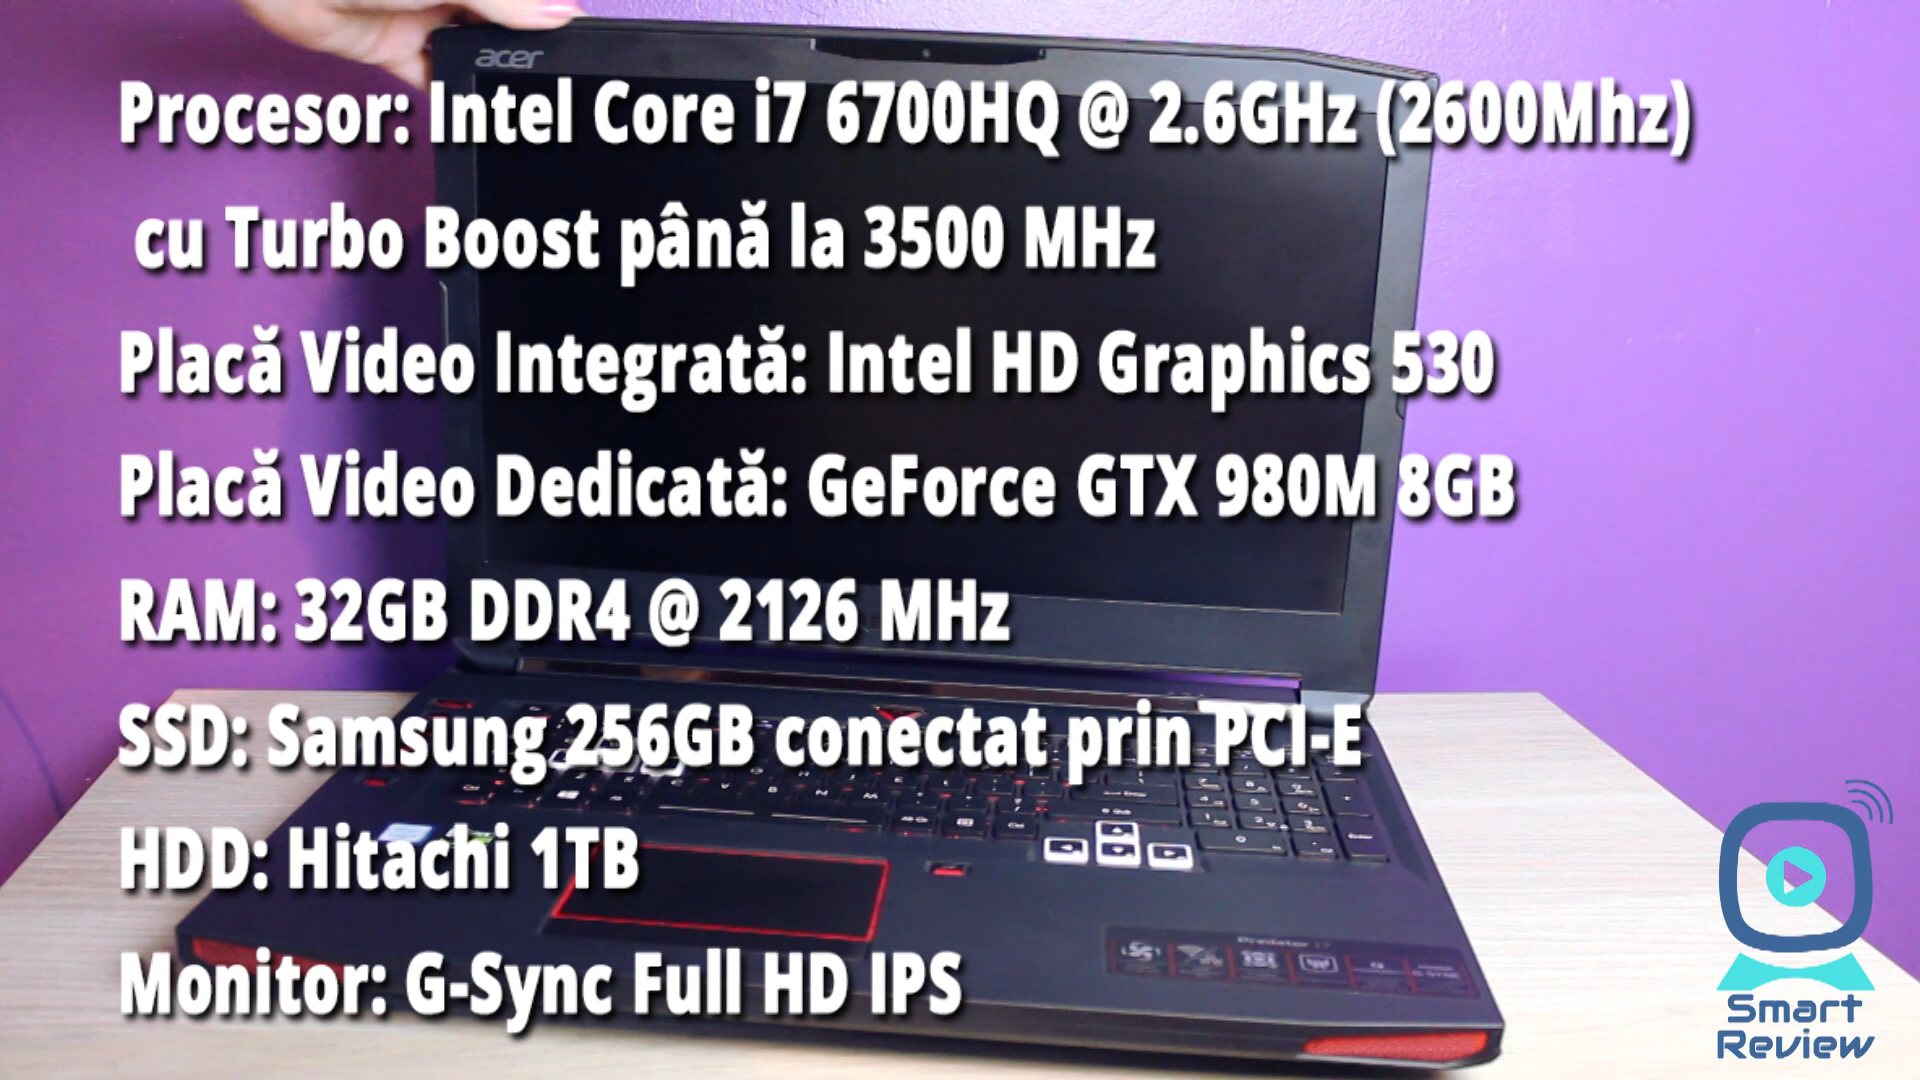 acer
Procesor: Intel Core i7 6700HQ @ 2.6GHz (2600Mhz)
cu Turbo Boost până la 3500 MHz
Placă Video Integrată: Intel HD Graphics 530
Placă Video Dedicată: GeForce GTX 980M 8GB
RAM: 32GB DDR4 @ 2126 MHz
SSD: Samsung 256GB conectat prin PCI-E
HDD: Hitachi 1TB
Monitor: G-Sync Full HD IPS
Predator 17
Smart
Review